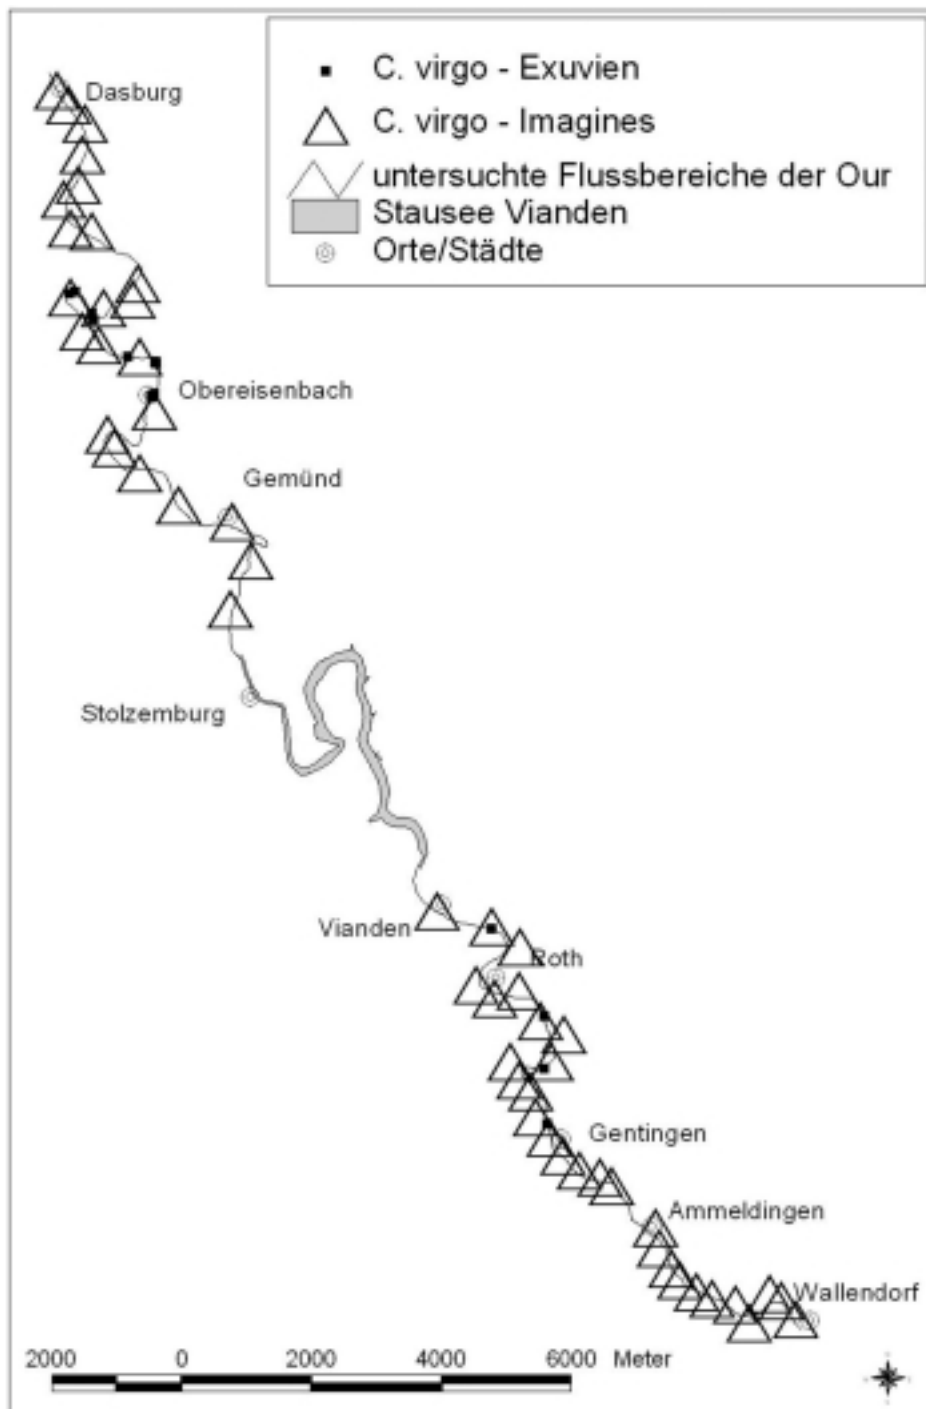 C. virgo - Exuvien
C. virgo - Imagines
untersuchte Flussbereiche der Our
Stausee Vianden
Orte/Städte
Dasburg
Obereisenbach
Gemünd
Stolzemburg
Vianden
Roth
Gentingen
Ammeldingen
Wallendorf
2000 0 2000 4000 6000 Meter